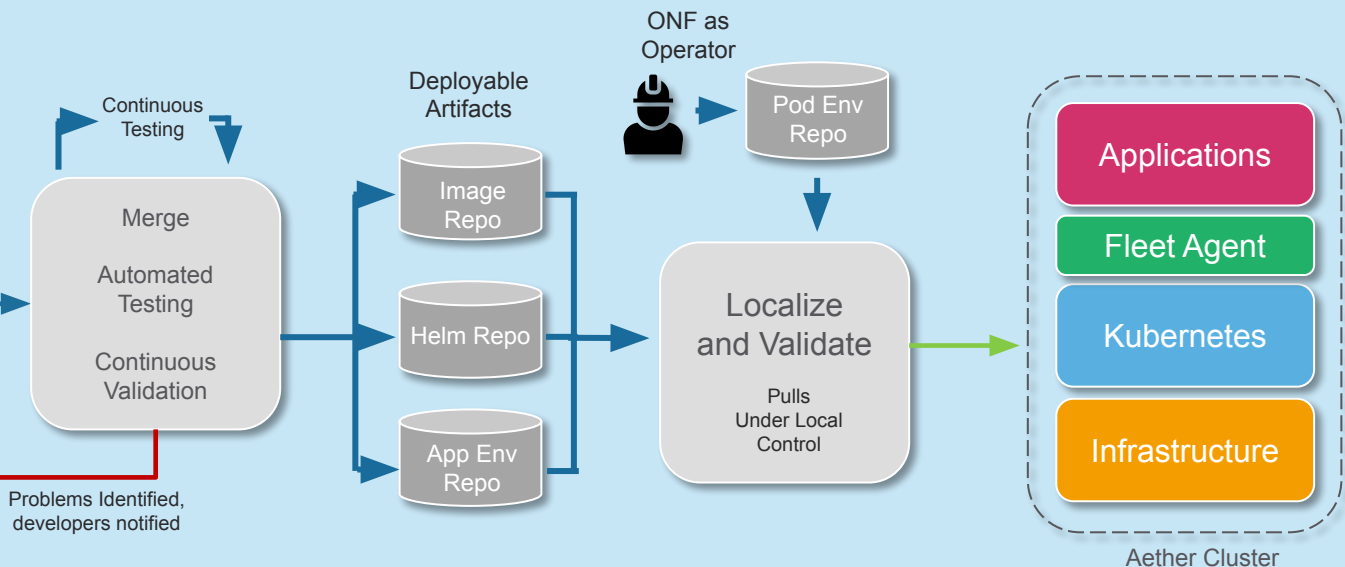 Continuous
Testing
Merge
Automated
Testing
Continuous
Validation
Problems Identified,
developers notified
Deployable
Artifacts
Image
Repo
Helm Repo
App Env
Repo
ONF as
Operator
Pod Env
Repo
Localize
and Validate
Pulls
Under Local
Control
Applications
Fleet Agent
Kubernetes
Infrastructure
Aether Cluster